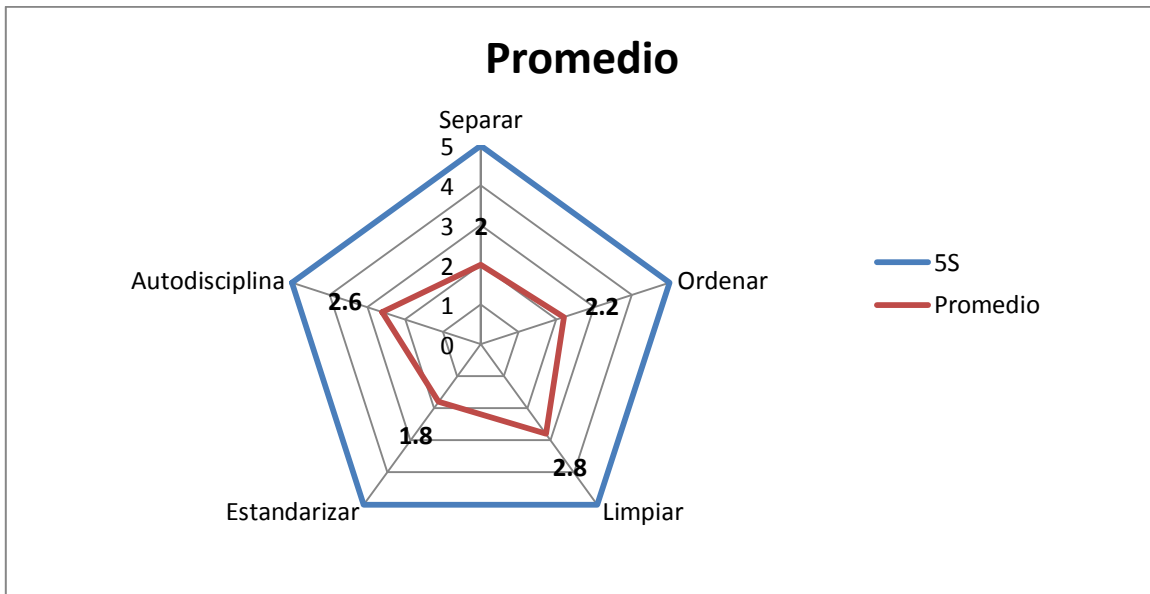 Promedio
Separar
5
4
3
2
1
0
2
Ordenar
2.2
Limpiar
2.8
Estandarizar
1.8
Autodisciplina
2.6
5S
Promedio